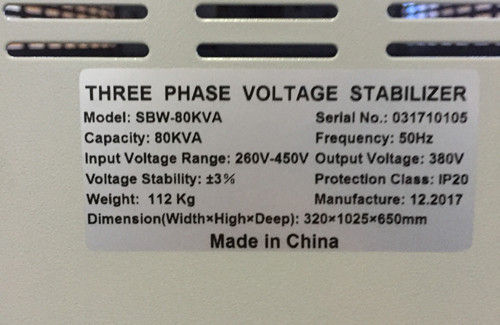 THREE PHASE VOLTAGE STABILIZER
Model: SBW-80KVA Serial No.: 031710105
Capacity: 80KVA Frequency: 50Hz
Input Voltage Range: 260V-450V Output Voltage: 380V
Voltage Stability: ±3% Protection Class: IP20
Weight: 112 Kg Manufacture: 12.2017
Dimension(Width×High×Deep): 320×1025×650mm
Made in China